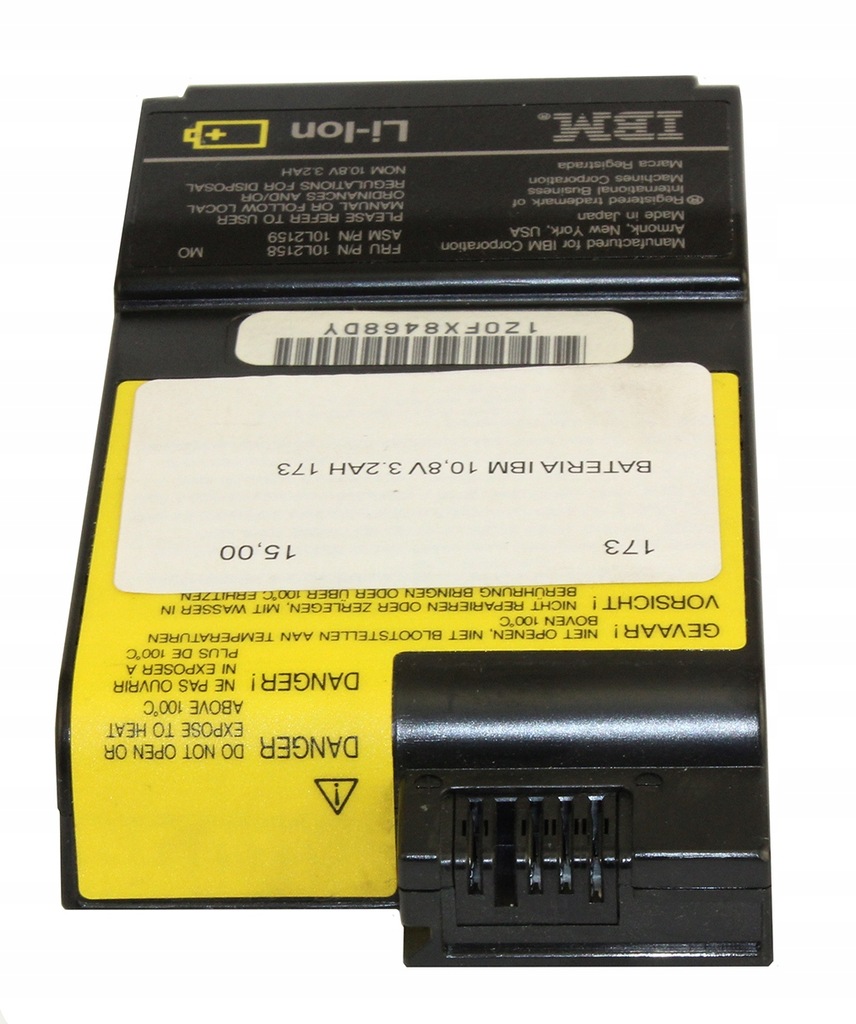 DANGER DO NOT OPEN OR
EXPOSE TO HEAT
ABOVE 100°C
DANGER! NE PAS OUVRIR
NI EXPOSER A
PLUS DE 100°C
GEVAAR! NIET OPENEN, NIET BLOOTSTELLEN AAN TEMPERATUREN
BOVEN 100°C
VORSICHT! NICHT REPARIEREN ODER ZERLEGEN, MIT WASSER IN
BERÜHRUNG BRINGEN ODER ÜBER 100°C ERHITZEN
173 15,00
BATERIA IBM 10,8V 3.2AH 173
1Z0FX8468DY
Manufactured for IBM Corporation
Armonk, New York, USA
Made in Japan
® Registered trademark of
International Business
Machines Corporation
Marca Registrada
FRU P/N 10L2158 MO
ASM P/N 10L2159
PLEASE REFER TO USER
MANUAL OR FOLLOW LOCAL
ORDINANCES AND/OR
REGULATIONS FOR DISPOSAL
NOM 10.8V 3.2AH
IBM® Li-Ion